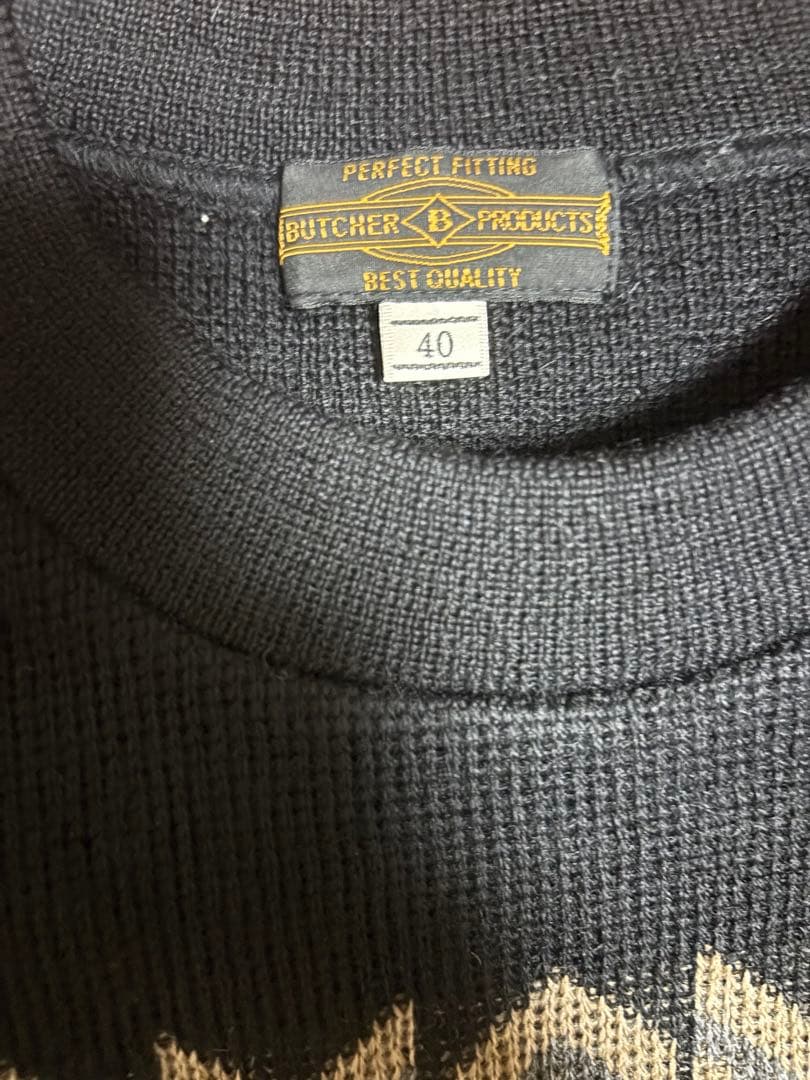 PERFECT FITTING
BUTCHER B PRODUCTS
BEST QUALITY
40